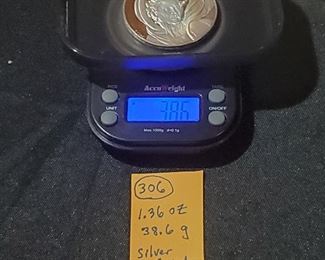 AccuWeight
UNIT
ON/OFF
38.6
Max. 1000g d=0.1g
306
1.36 oz
38.6 g
silver